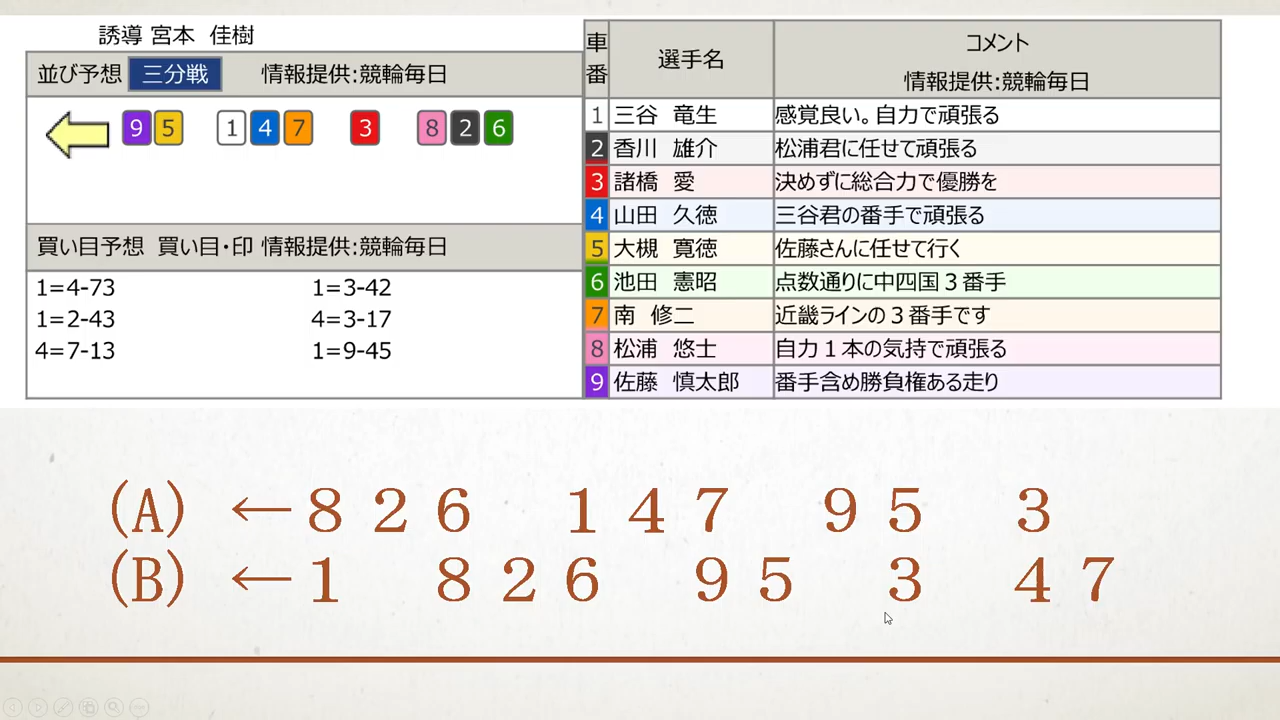 誘導 宮本 佳樹
並び予想 三分戦 情報提供:競輪毎日
9 5 1 4 7 3 8 2 6
買い目予想 買い目・印 情報提供:競輪毎日
1=4-73 1=3-42
1=2-43 4=3-17
4=7-13 1=9-45
車番 選手名 コメント
情報提供:競輪毎日
1 三谷 竜生 感覚良い。自力で頑張る
2 香川 雄介 松浦君に任せて頑張る
3 諸橋 愛 決めずに総合力で優勝を
4 山田 久徳 三谷君の番手で頑張る
5 大槻 寛徳 佐藤さんに任せて行く
6 池田 憲昭 点数通りに中四国3番手
7 南 修二 近畿ラインの3番手です
8 松浦 悠士 自力1本の気持で頑張る
9 佐藤 慎太郎 番手含め勝負権ある走り
(A) ←8 2 6 1 4 7 9 5 3
(B) ←1 8 2 6 9 5 3 4 7